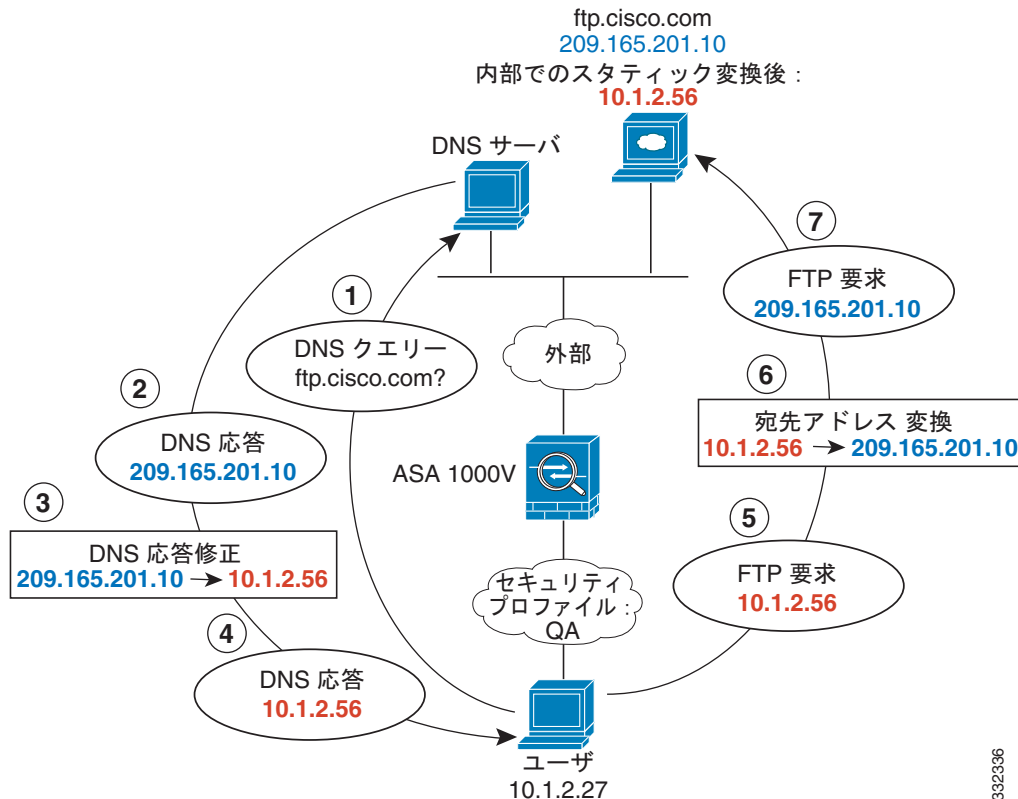 ftp.cisco.com
209.165.201.10
内部でのスタティック変換後：
10.1.2.56
DNS サーバ
7
FTP 要求
209.165.201.10
1
DNS クエリー
ftp.cisco.com?
外部
2
DNS 応答
209.165.201.10
6
宛先アドレス 変換
10.1.2.56 → 209.165.201.10
ASA 1000V
3
DNS 応答修正
209.165.201.10 → 10.1.2.56
5
FTP 要求
10.1.2.56
セキュリティ
プロファイル：
QA
4
DNS 応答
10.1.2.56
ユーザ
10.1.2.27
332336